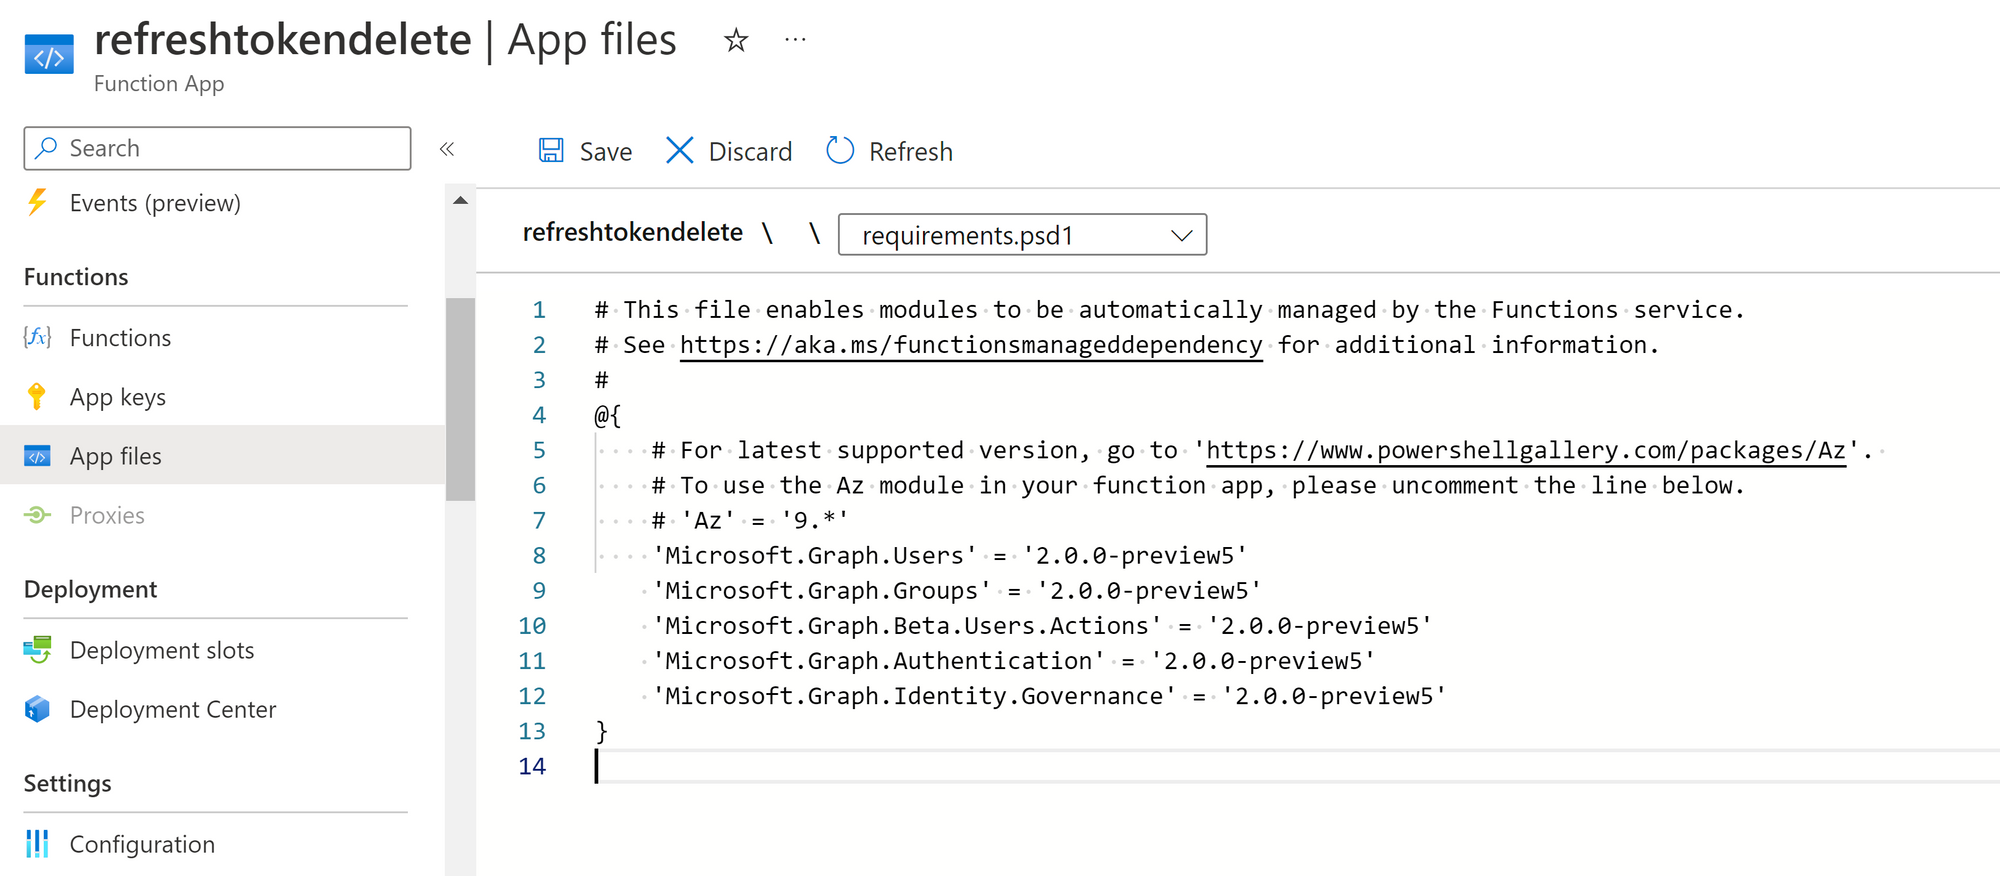 refreshtokendelete | App files
Function App
Search
Events (preview)
Functions
Functions
App keys
App files
Proxies
Deployment
Deployment slots
Deployment Center
Settings
Configuration
Save Discard Refresh
refreshtokendelete \ \ requirements.psd1
1 # This file enables modules to be automatically managed by the Functions service.
2 # See https://aka.ms/functionsmanageddependency for additional information.
3 #
4 @{
5 # For latest supported version, go to 'https://www.powershellgallery.com/packages/Az'.
6 # To use the Az module in your function app, please uncomment the line below.
7 # 'Az' = '9.*'
8 'Microsoft.Graph.Users' = '2.0.0-preview5'
9 'Microsoft.Graph.Groups' = '2.0.0-preview5'
10 'Microsoft.Graph.Beta.Users.Actions' = '2.0.0-preview5'
11 'Microsoft.Graph.Authentication' = '2.0.0-preview5'
12 'Microsoft.Graph.Identity.Governance' = '2.0.0-preview5'
13 }
14